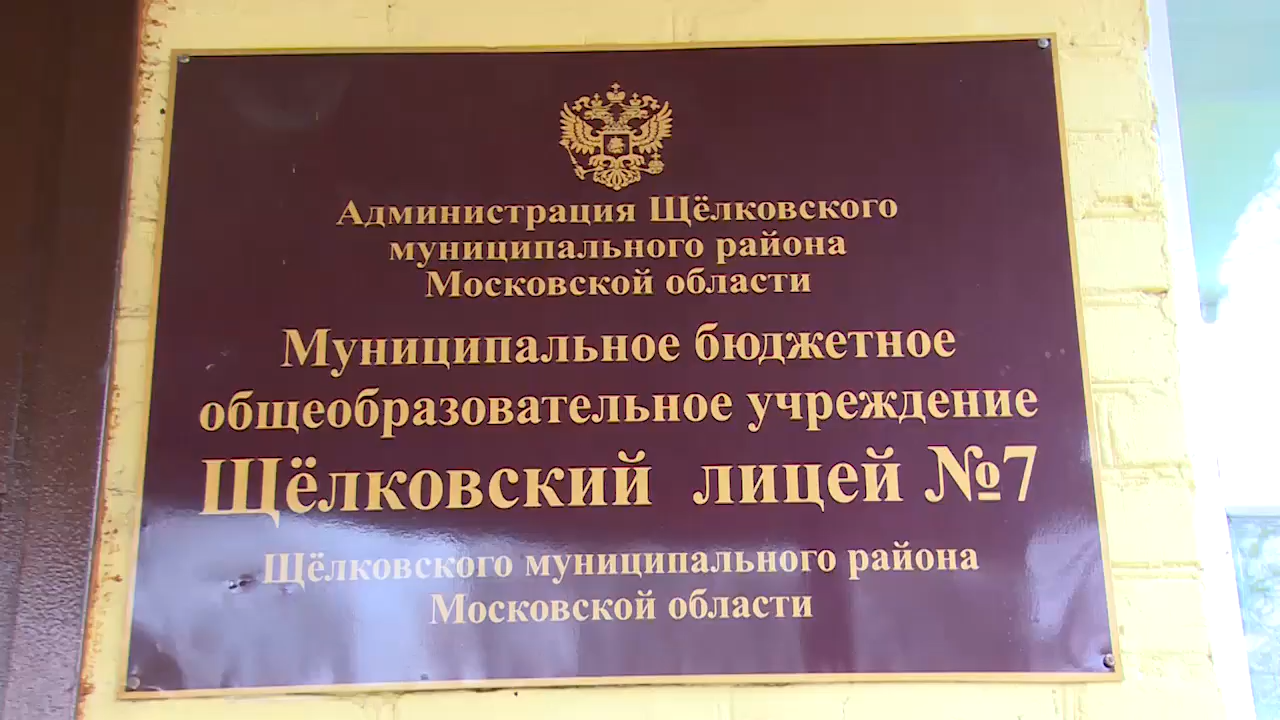 Администрация Щёлковского
муниципального района
Московской области
Муниципальное бюджетное
общеобразовательное учреждение
Щёлковский лицей №7
Щёлковского муниципального района
Московской области